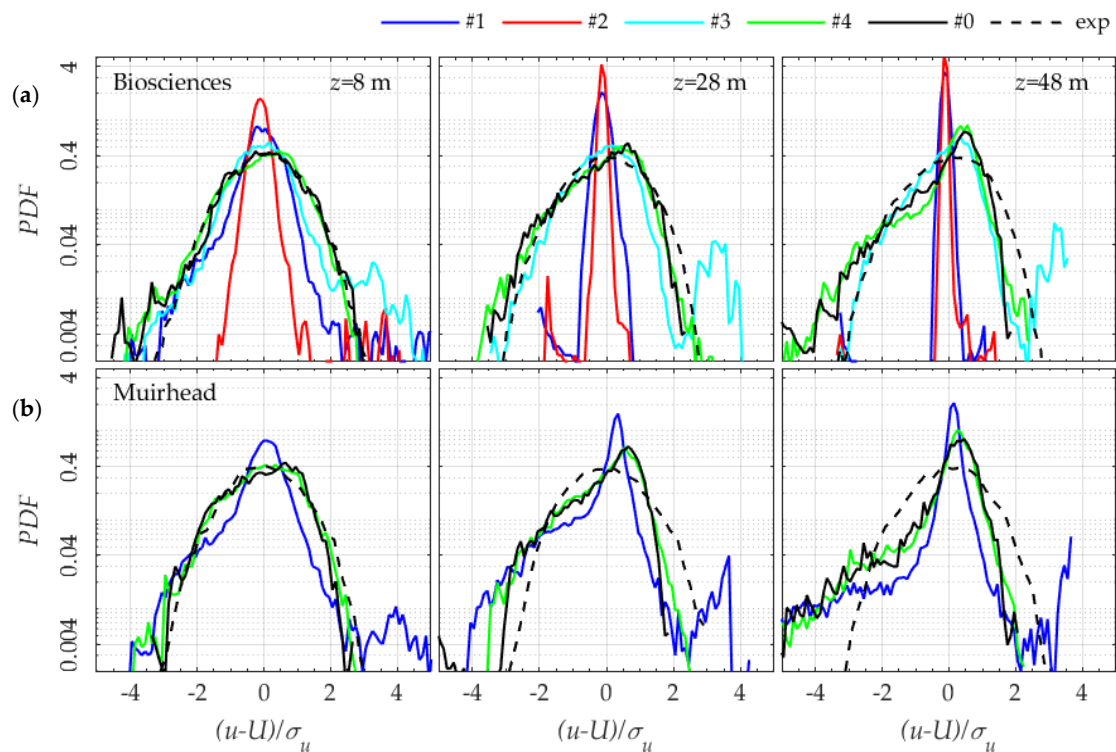 #1 #2 #3 #4 #0 exp
(a) Biosciences z=8 m z=28 m z=48 m
4
0.4
0.04
0.004
PDF
(b) Muirhead
4
0.4
0.04
0.004
PDF
-4 -2 0 2 4 -4 -2 0 2 4 -4 -2 0 2 4
(u-U)/σu (u-U)/σu (u-U)/σu